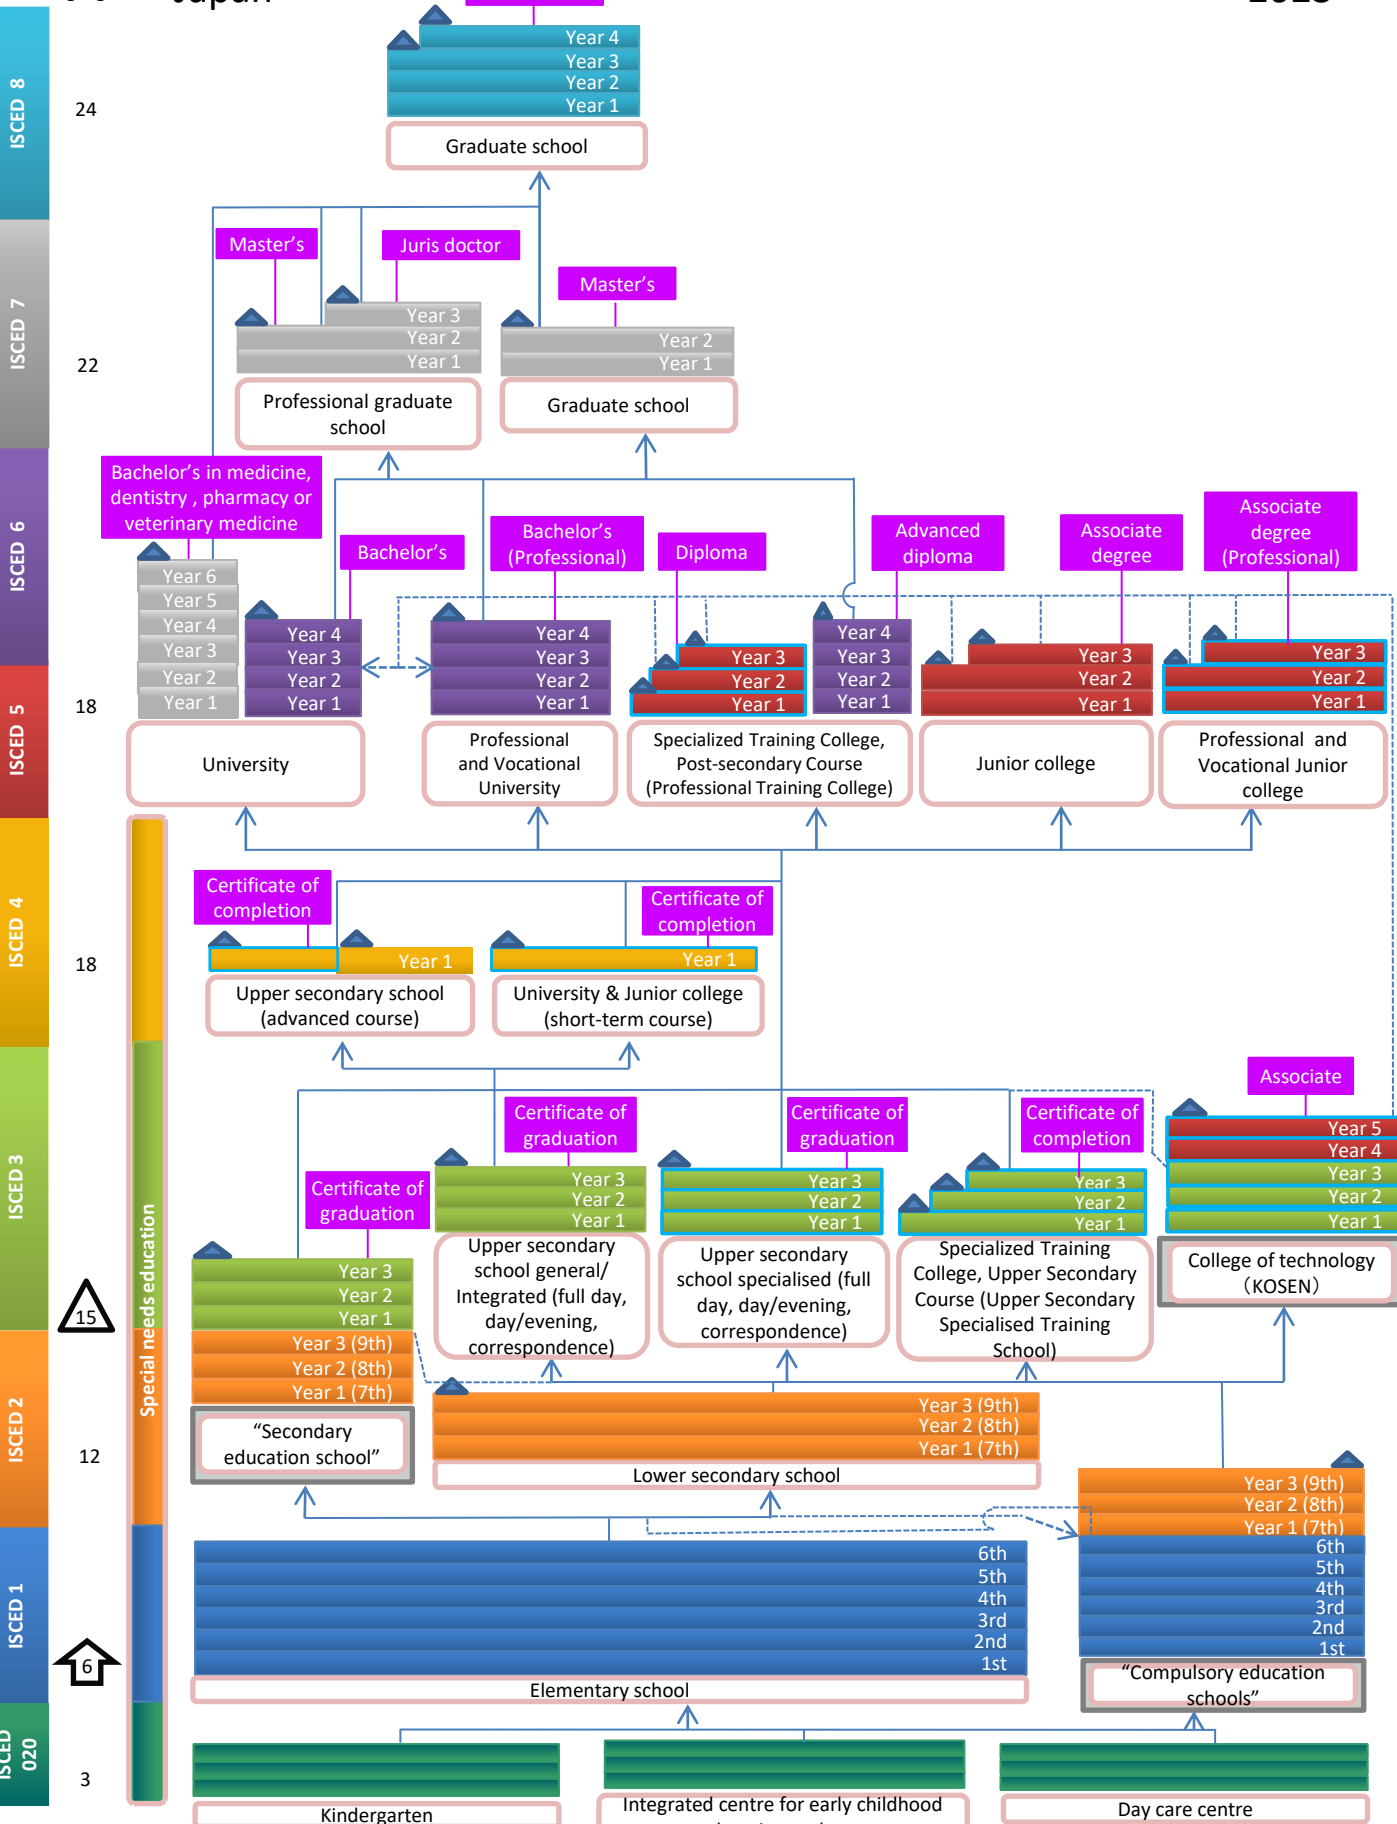 Japan
ISCED 8
24
Year 4
Year 3
Year 2
Year 1
Graduate school
ISCED 7
22
Master's
Juris doctor
Master's
Year 3
Year 2
Year 1
Year 2
Year 1
Professional graduate
school
Graduate school
ISCED 6
Bachelor's in medicine,
dentistry , pharmacy or
veterinary medicine
Bachelor's
Bachelor's
(Professional)
Diploma
Advanced
diploma
Associate
degree
Associate
degree
(Professional)
Year 6
Year 5
Year 4
Year 3
Year 2
Year 1
Year 4
Year 3
Year 2
Year 1
Year 4
Year 3
Year 2
Year 1
Year 3
Year 2
Year 1
Year 4
Year 3
Year 2
Year 1
Year 3
Year 2
Year 1
Year 3
Year 2
Year 1
ISCED 5
18
University
Professional
and Vocational
University
Specialized Training College,
Post-secondary Course
(Professional Training College)
Junior college
Professional and
Vocational Junior
college
ISCED 4
18
Certificate of
completion
Certificate of
completion
Year 1
Year 1
Upper secondary school
(advanced course)
University & Junior college
(short-term course)
ISCED 3
15
Special needs education
Certificate of
graduation
Certificate of
graduation
Certificate of
graduation
Certificate of
completion
Associate
Year 3
Year 2
Year 1
Year 3
Year 2
Year 1
Year 3
Year 2
Year 1
Year 3
Year 2
Year 1
Year 5
Year 4
Year 3
Year 2
Year 1
Upper secondary
school general/
Integrated (full day,
day/evening,
correspondence)
Upper secondary
school specialised (full
day, day/evening,
correspondence)
Specialized Training
College, Upper Secondary
Course (Upper Secondary
Specialised Training
School)
College of technology
（KOSEN）
ISCED 2
12
Year 3 (9th)
Year 2 (8th)
Year 1 (7th)
"Secondary
education school"
Year 3 (9th)
Year 2 (8th)
Year 1 (7th)
Lower secondary school
Year 3 (9th)
Year 2 (8th)
Year 1 (7th)
6th
5th
4th
3rd
2nd
1st
"Compulsory education
schools"
ISCED 1
6
6th
5th
4th
3rd
2nd
1st
Elementary school
ISCED
020
3
Kindergarten
Integrated centre for early childhood
Day care centre